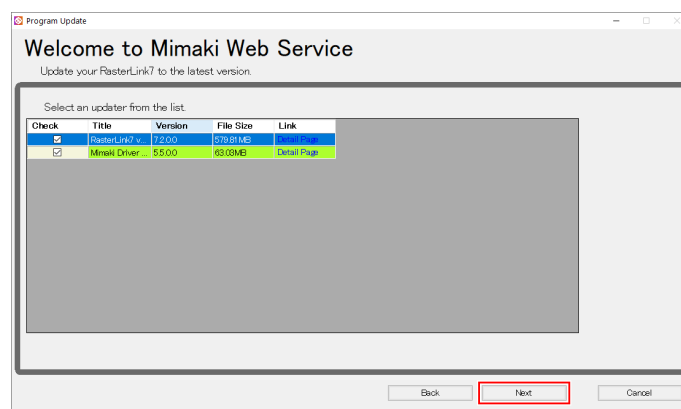 Program Update
Welcome to Mimaki Web Service
Update your RasterLink7 to the latest version.
Select an updater from the list.
Check Title Version File Size Link
RasterLink7 v... 7.2.0.0 579.81 MB Detail Page
Mimaki Driver ... 5.5.0.0 63.03MB Detail Page
Back Next Cancel